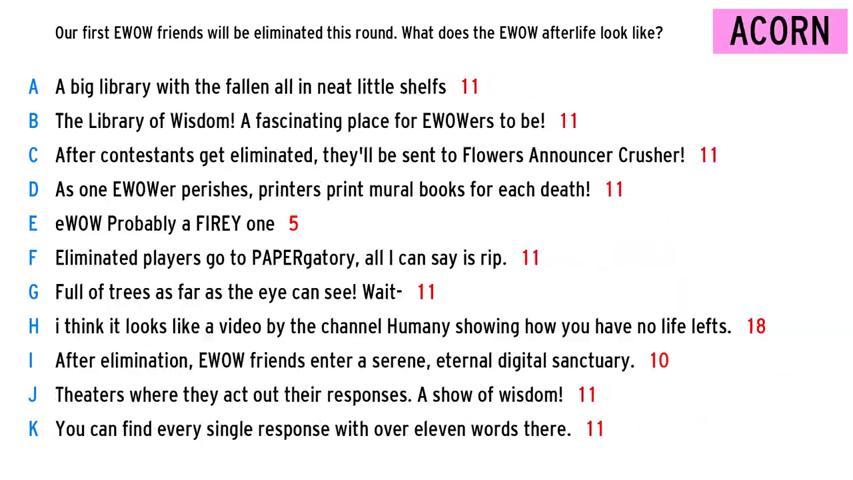 Our first EWOW friends will be eliminated this round. What does the EWOW afterlife look like?
ACORN
A A big library with the fallen all in neat little shelfs 11
B The Library of Wisdom! A fascinating place for EWOWers to be! 11
C After contestants get eliminated, they'll be sent to Flowers Announcer Crusher! 11
D As one EWOWer perishes, printers print mural books for each death! 11
E eWOW Probably a FIREY one 5
F Eliminated players go to PAPERgatory, all I can say is rip. 11
G Full of trees as far as the eye can see! Wait- 11
H i think it looks like a video by the channel Humany showing how you have no life lefts. 18
I After elimination, EWOW friends enter a serene, eternal digital sanctuary. 10
J Theaters where they act out their responses. A show of wisdom! 11
K You can find every single response with over eleven words there. 11